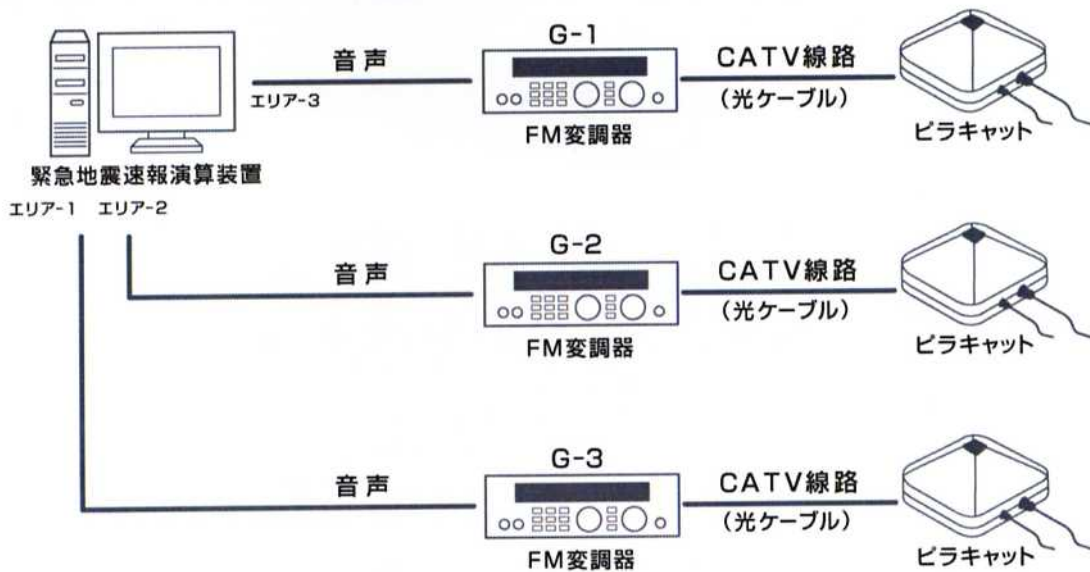 G-1
音声
CATV線路
エリア-3
(光ケーブル)
FM変調器
ピラキャット
緊急地震速報演算装置
エリア-1 エリア-2
G-2
音声
CATV線路
(光ケーブル)
FM変調器
ピラキャット
G-3
音声
CATV線路
(光ケーブル)
FM変調器
ピラキャット